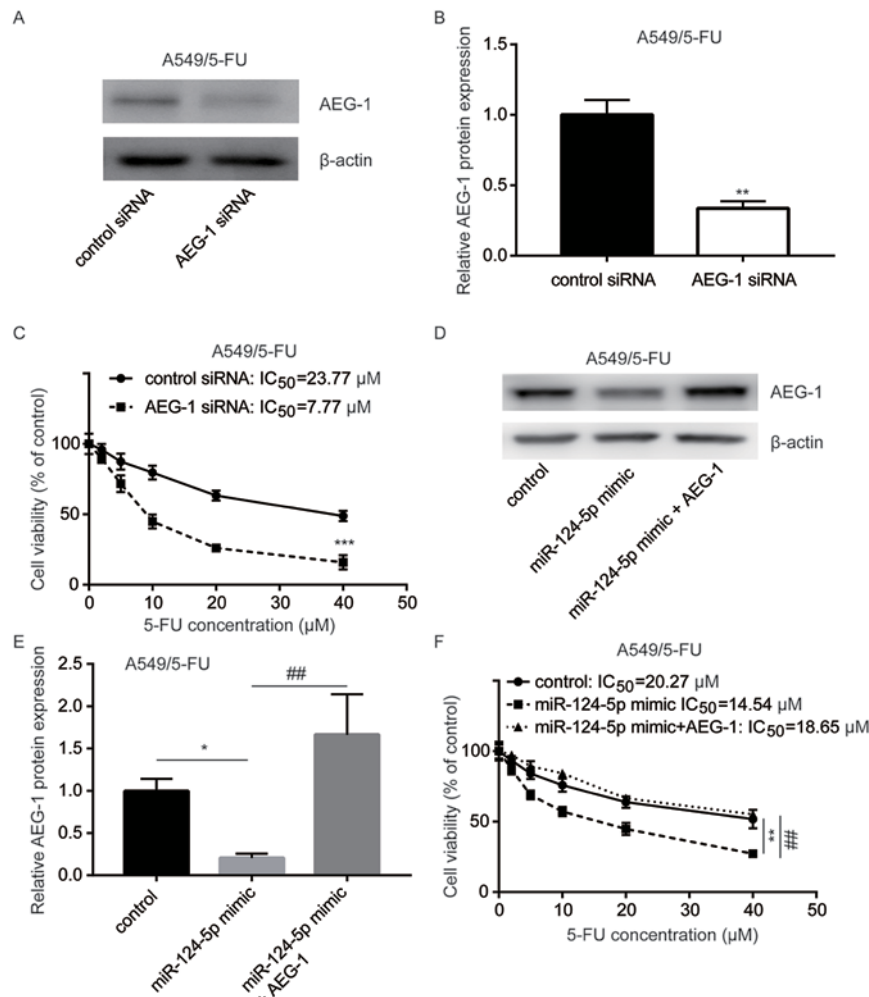 A
A549/5-FU
AEG-1
β-actin
control siRNA
AEG-1 siRNA
B
A549/5-FU
Relative AEG-1 protein expression
1.5
1.0
0.5
0.0
**
control siRNA
AEG-1 siRNA
C
A549/5-FU
control siRNA: IC50=23.77 µM
AEG-1 siRNA: IC50=7.77 µM
Cell viability (% of control)
100
50
0
***
0 10 20 30 40 50
5-FU concentration (µM)
D
A549/5-FU
AEG-1
β-actin
control
miR-124-5p mimic
miR-124-5p mimic + AEG-1
E
A549/5-FU
Relative AEG-1 protein expression
2.5
2.0
1.5
1.0
0.5
0.0
*
##
control
miR-124-5p mimic
miR-124-5p mimic
AEG-1
F
A549/5-FU
control: IC50=20.27 µM
miR-124-5p mimic IC50=14.54 µM
miR-124-5p mimic+AEG-1: IC50=18.65 µM
Cell viability (% of control)
100
50
0
**
##
0 10 20 30 40 50
5-FU concentration (µM)